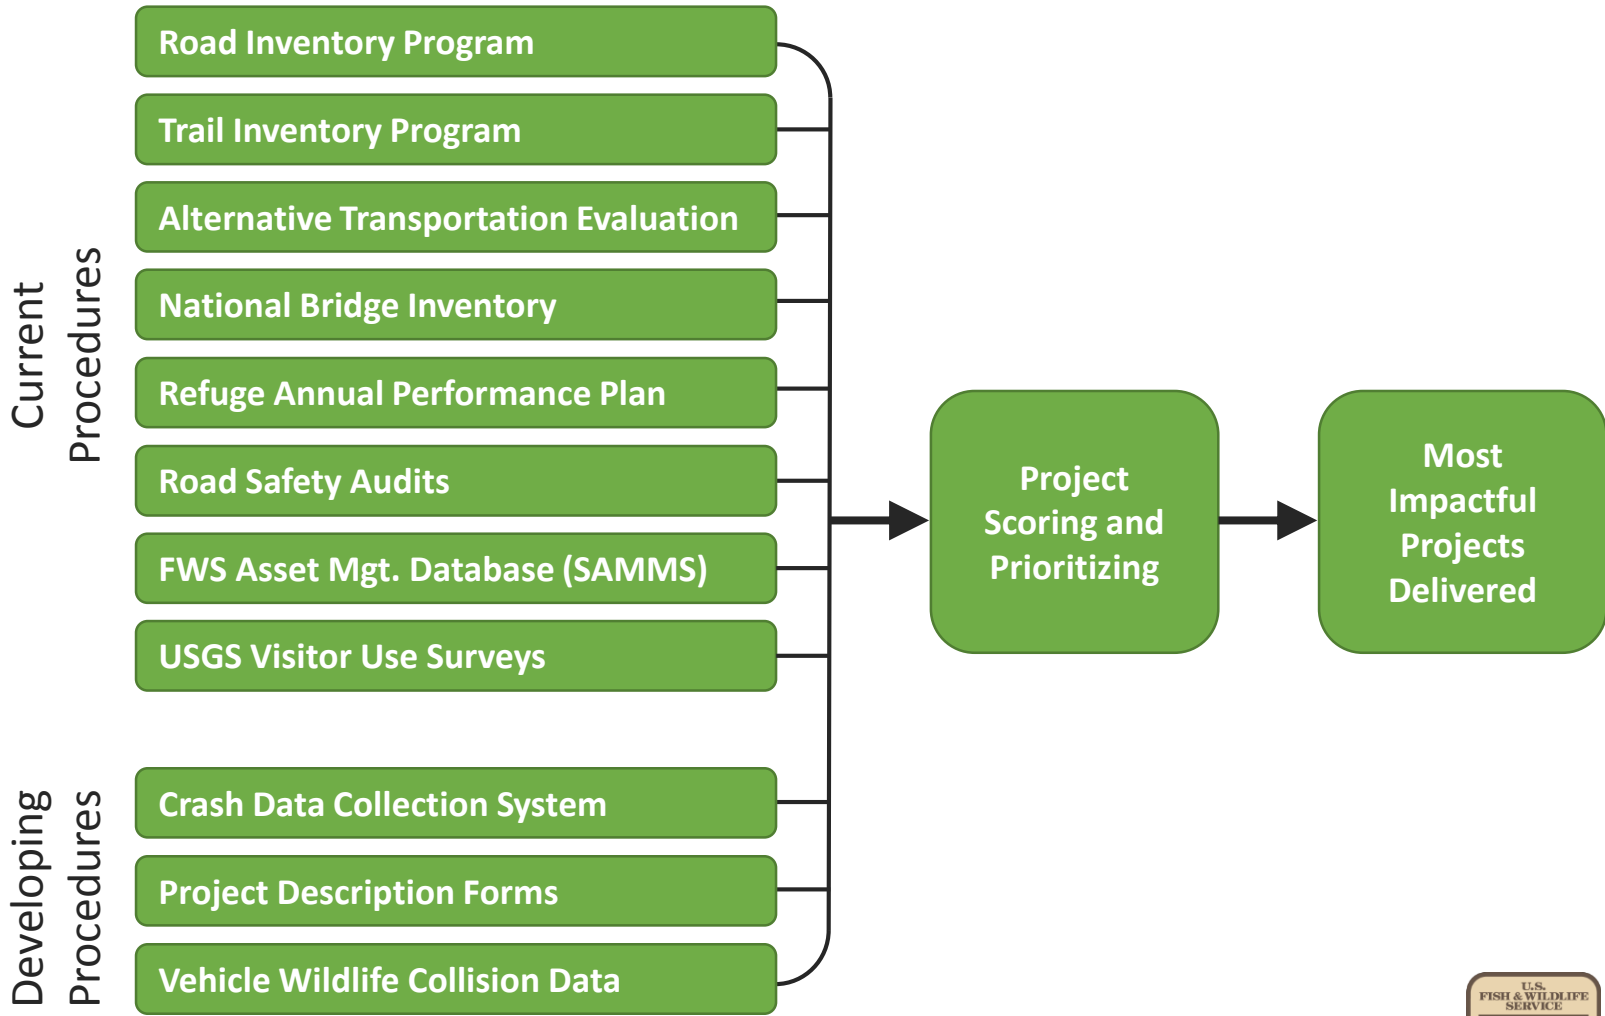 Current
Procedures
Road Inventory Program
Trail Inventory Program
Alternative Transportation Evaluation
National Bridge Inventory
Refuge Annual Performance Plan
Road Safety Audits
FWS Asset Mgt. Database (SAMMS)
USGS Visitor Use Surveys
Developing
Procedures
Crash Data Collection System
Project Description Forms
Vehicle Wildlife Collision Data
Project
Scoring and
Prioritizing
Most
Impactful
Projects
Delivered
U.S.
FISH & WILDLIFE
SERVICE